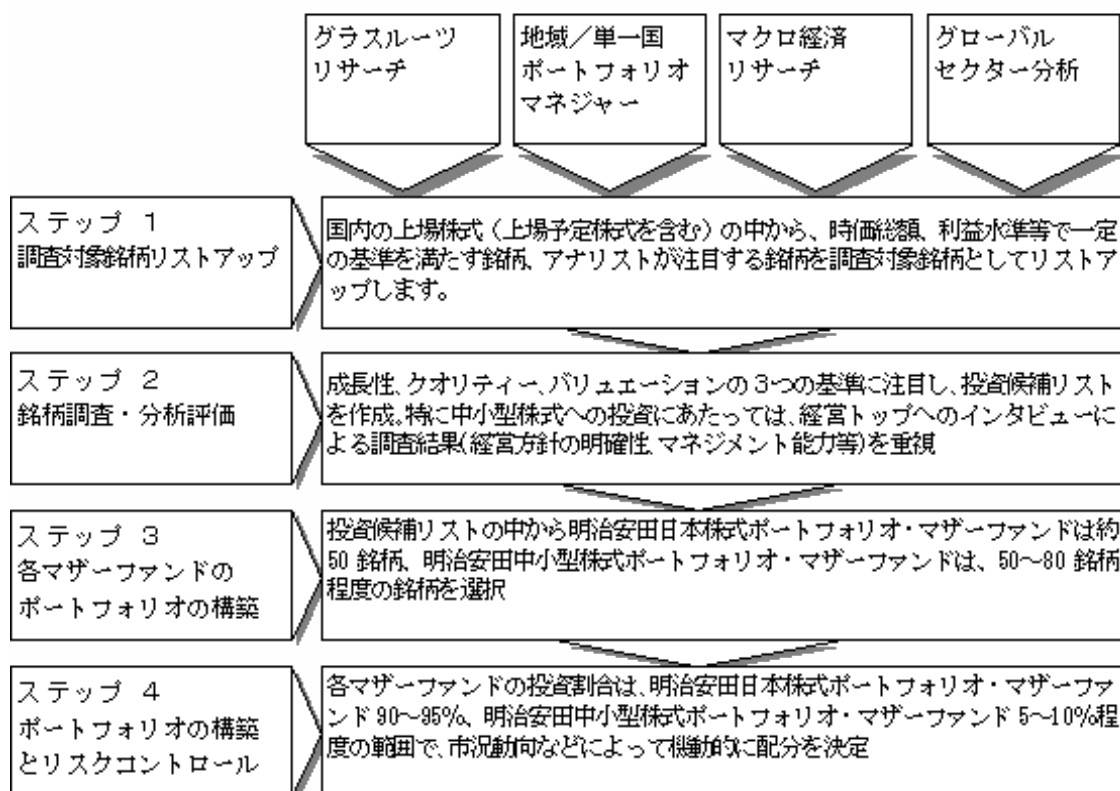 グラスルーツ
リサーチ
地域／単一国
ポートフォリオ
マネジャー
マクロ経済
リサーチ
グローバル
セクター分析
ステップ 1
調査対象銘柄リストアップ
国内の上場株式（上場予定株式を含む）の中から、時価総額、利益水準等で一定
の基準を満たす銘柄、アナリストが注目する銘柄を調査対象銘柄としてリストア
ップします。
ステップ 2
銘柄調査・分析評価
成長性、クオリティー、バリュエーションの３つの基準に注目し、投資候補リスト
を作成。特に中小型株式への投資にあたっては、経営トップへのインタビューに
よる調査結果(経営方針の明確性、マネジメント能力等)を重視
ステップ 3
各マザーファンドの
ポートフォリオの構築
投資候補リストの中から明治安田日本株式ポートフォリオ・マザーファンドは約
50 銘柄、明治安田中小型株式ポートフォリオ・マザーファンドは、50～80 銘柄
程度の銘柄を選択
ステップ 4
ポートフォリオの構築
とリスクコントロール
各マザーファンドの投資割合は、明治安田日本株式ポートフォリオ・マザーファ
ンド 90～95%、明治安田中小型株式ポートフォリオ・マザーファンド 5～10%程
度の範囲で、市況動向などによって機動的に配分を決定